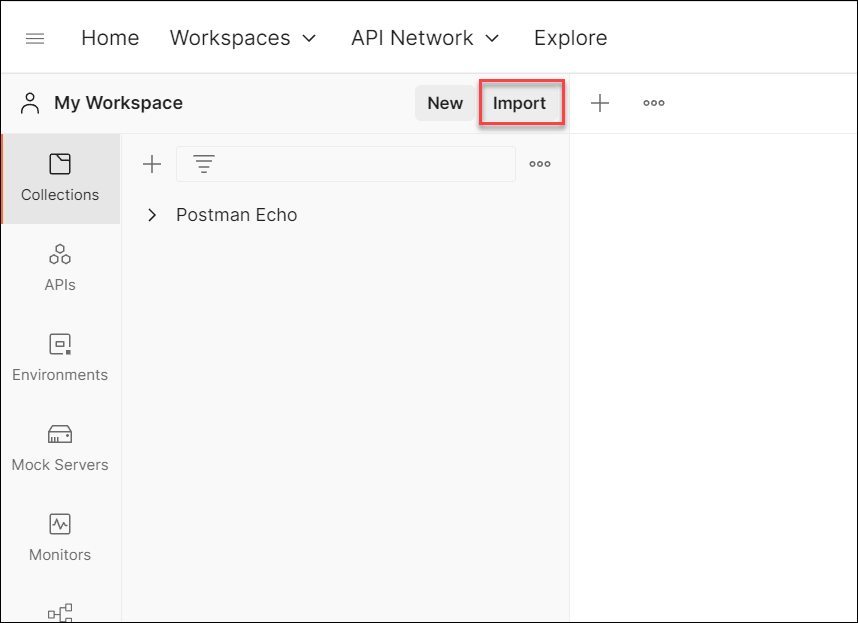 Home Workspaces API Network Explore
My Workspace New Import
Collections
Postman Echo
APIs
Environments
Mock Servers
Monitors